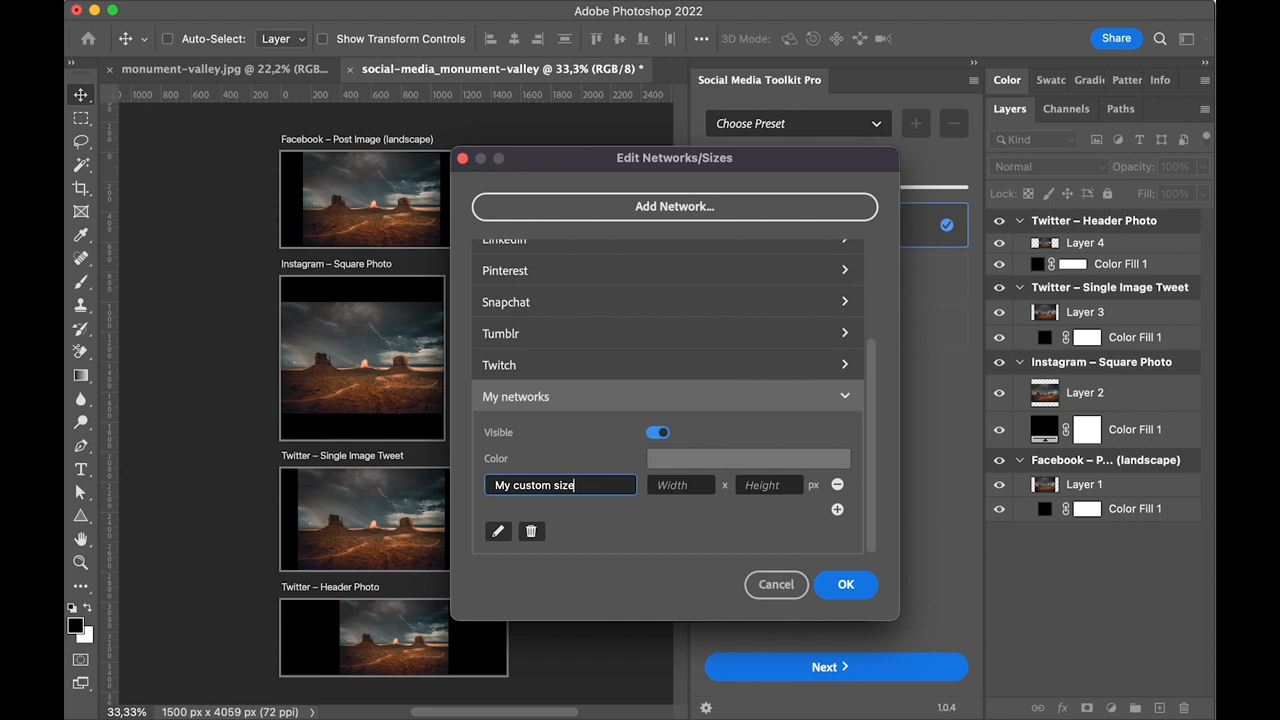 Adobe Photoshop 2022
Auto-Select:
Layer
Show Transform Controls
3D Mode:
Share
monument-valley.jpg @ 22,2% (RGB...
social-media_monument-valley @ 33,3% (RGB/8) *
Social Media Toolkit Pro
Color
Swatc
Gradi
Patter
Info
1000 800 600 400 200 0 200 400 600 800 1000 1200 1400 1600 1800 2000 2200 2400
Choose Preset
Layers
Channels
Paths
Kind
Normal
Opacity:
100%
Lock:
Fill:
100%
Facebook – Post Image (landscape)
Instagram – Square Photo
Twitter – Single Image Tweet
Twitter – Header Photo
Edit Networks/Sizes
Add Network...
LinkedIn
Pinterest
Snapchat
Tumblr
Twitch
My networks
Visible
Color
My custom size
Width
x
Height
px
Cancel
OK
Next
1.0.4
Twitter – Header Photo
Layer 4
Color Fill 1
Twitter – Single Image Tweet
Layer 3
Color Fill 1
Instagram – Square Photo
Layer 2
Color Fill 1
Facebook – P... (landscape)
Layer 1
Color Fill 1
33,33%
1500 px x 4059 px (72 ppi)